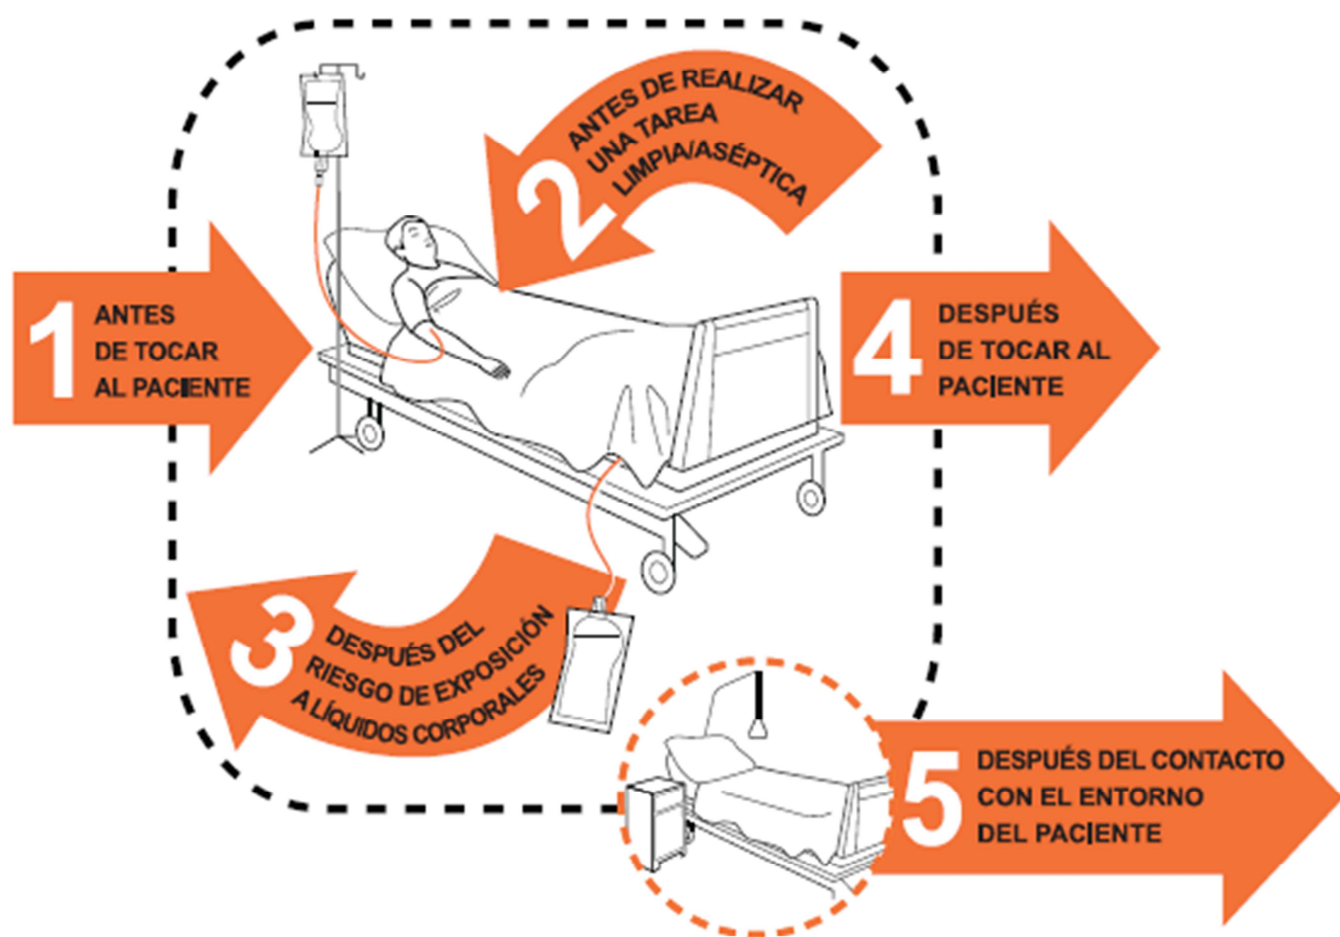 1
ANTES
DE TOCAR
AL PACIENTE
2
ANTES DE REALIZAR
UNA TAREA
LIMPIA/ASÉPTICA
3
DESPUÉS DEL
RIESGO DE EXPOSICIÓN
A LÍQUIDOS CORPORALES
4
DESPUÉS
DE TOCAR AL
PACIENTE
5
DESPUÉS DEL CONTACTO
CON EL ENTORNO
DEL PACIENTE